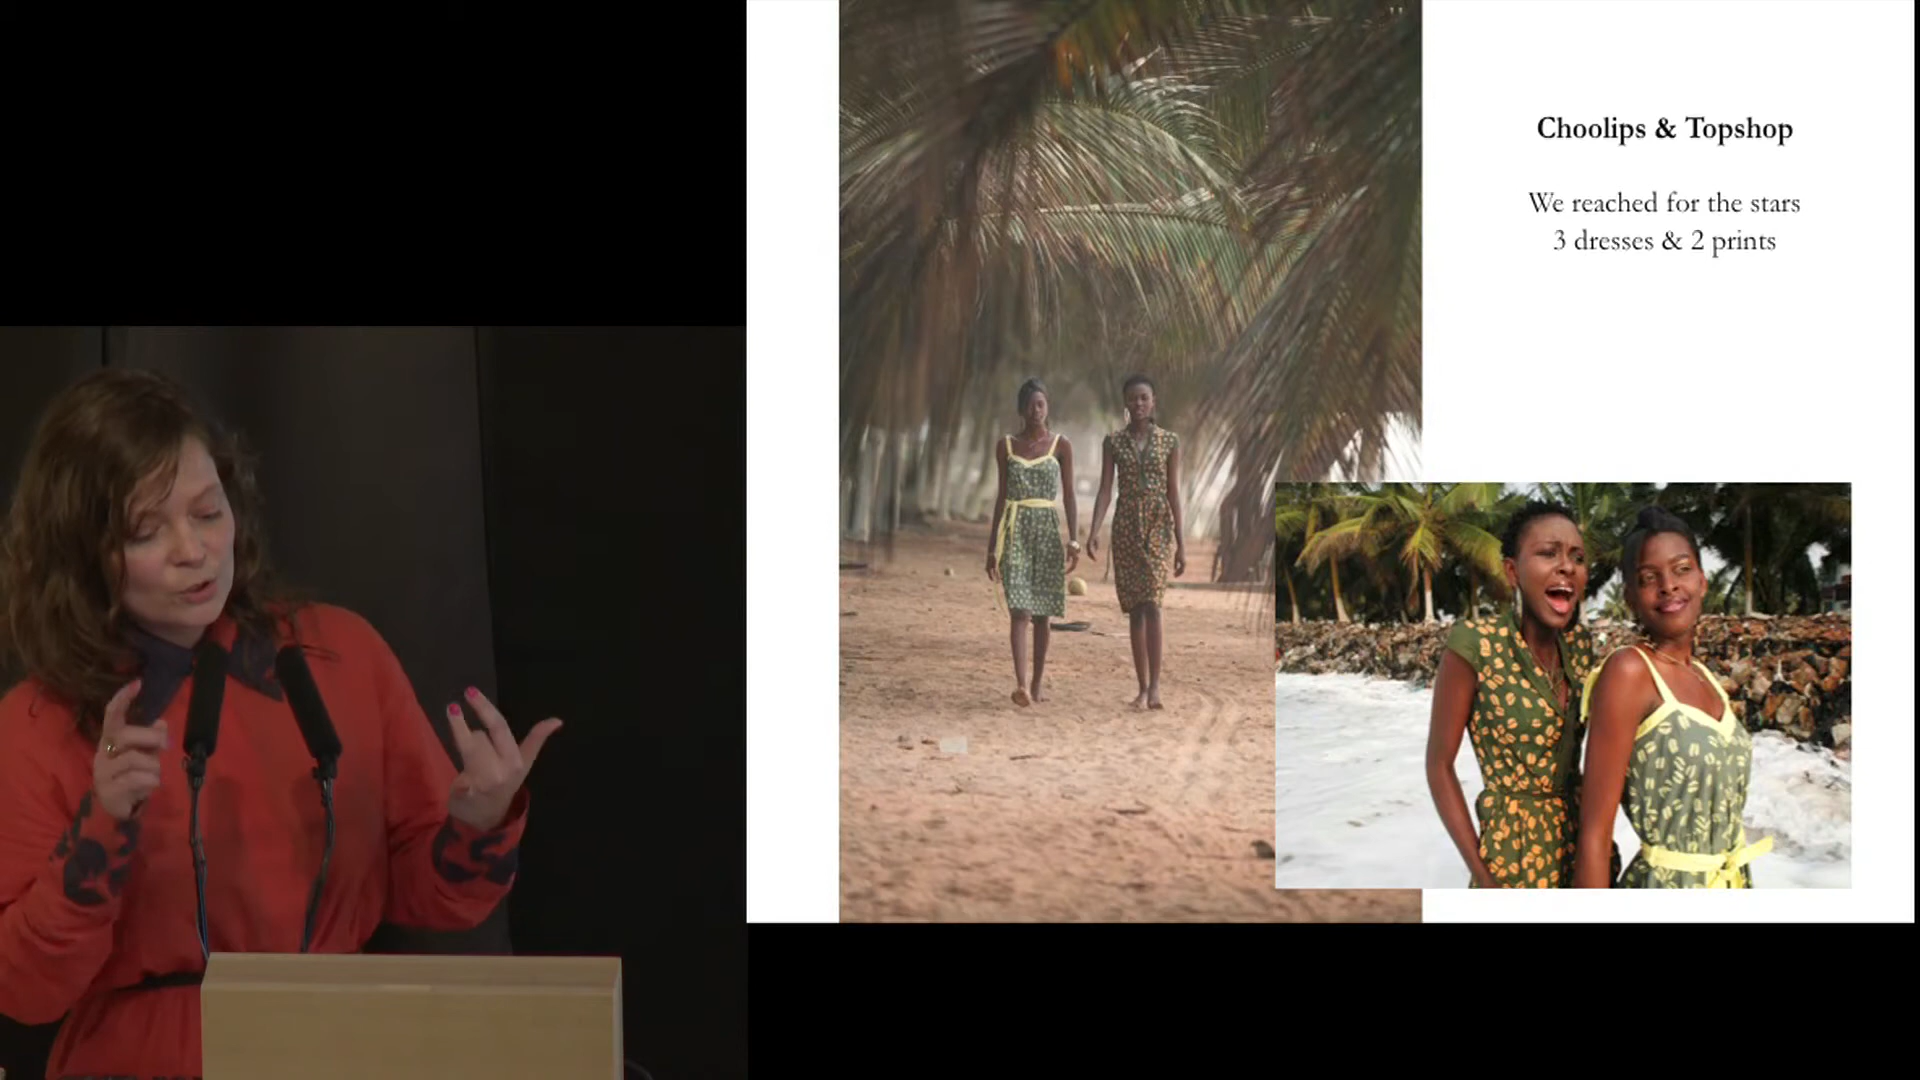 Choolips & Topshop
We reached for the stars
3 dresses & 2 prints